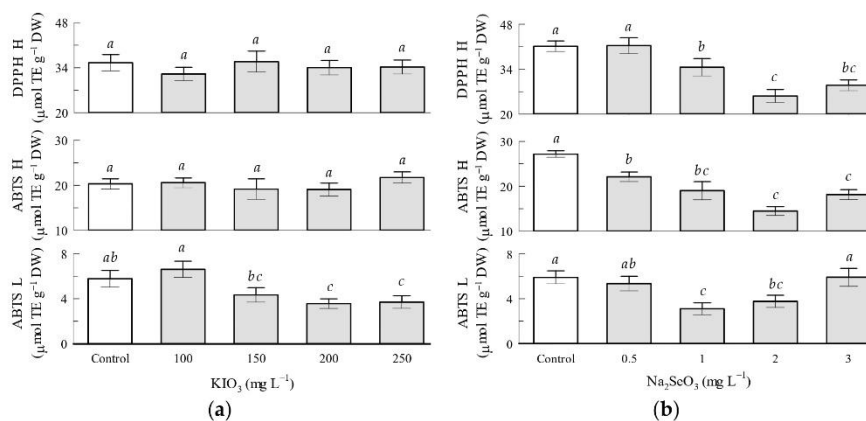 DPPH H
(μmol TE g⁻¹ DW)
48
34
20
a
a
a
a
a
ABTS H
(μmol TE g⁻¹ DW)
30
20
10
a
a
a
a
a
ABTS L
(μmol TE g⁻¹ DW)
8
4
0
ab
a
bc
c
c
Control 100 150 200 250
KIO₃ (mg L⁻¹)
(a)
DPPH H
(μmol TE g⁻¹ DW)
48
34
20
a
a
b
c
bc
ABTS H
(μmol TE g⁻¹ DW)
30
20
10
a
b
bc
c
c
ABTS L
(μmol TE g⁻¹ DW)
8
4
0
a
ab
c
bc
a
Control 0.5 1 2 3
Na₂SeO₃ (mg L⁻¹)
(b)